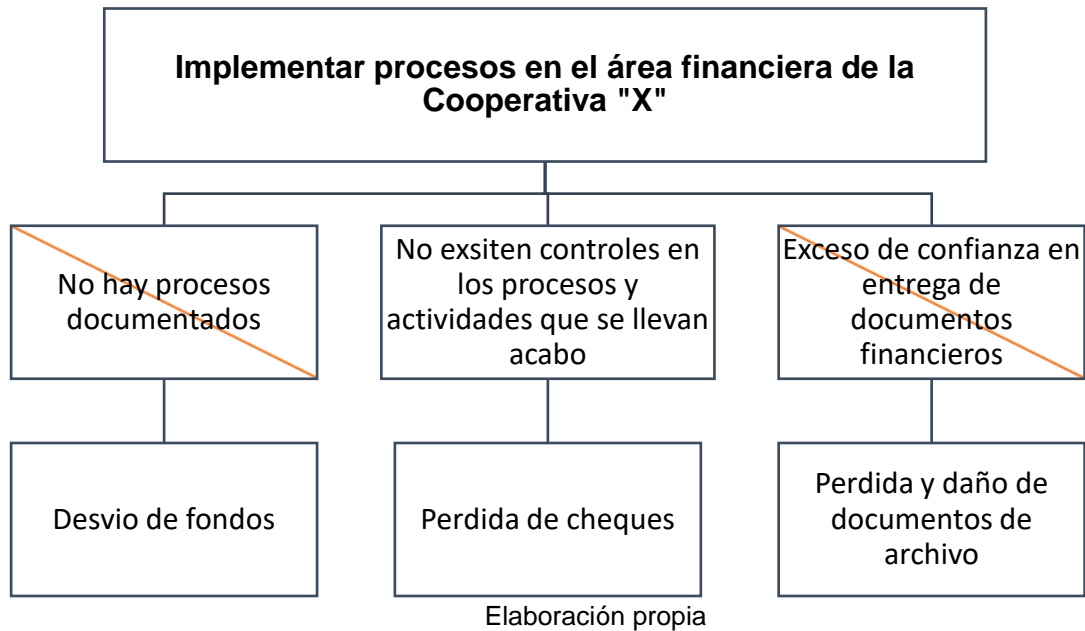 Implementar procesos en el área financiera de la
Cooperativa "X"
No hay procesos
documentados
No exsiten controles en
los procesos y
actividades que se llevan
acabo
Exceso de confianza en
entrega de
documentos
financieros
Desvio de fondos
Perdida de cheques
Perdida y daño de
documentos de
archivo
Elaboración propia